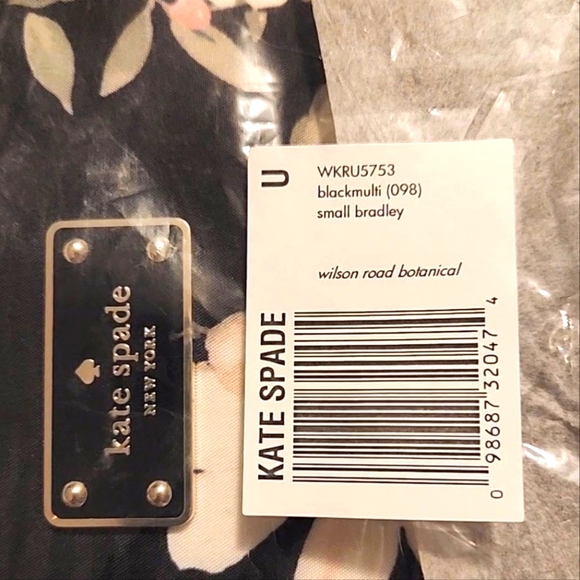 kate spade
NEW YORK
U
WKRU5753
blackmulti (098)
small bradley
wilson road botanical
KATE SPADE
0 98687 32047 4